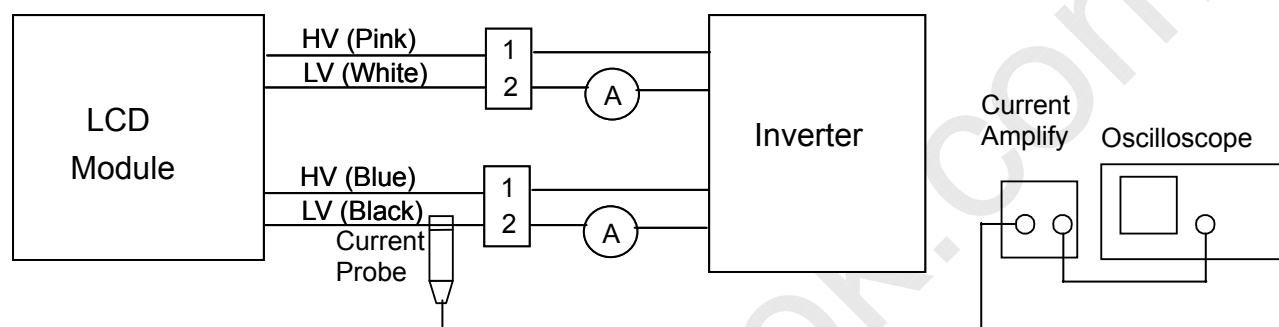 LCD
Module
HV (Pink)
LV (White)
1
2
A
HV (Blue)
LV (Black)
Current
Probe
1
2
A
Inverter
Current
Amplify
Oscilloscope